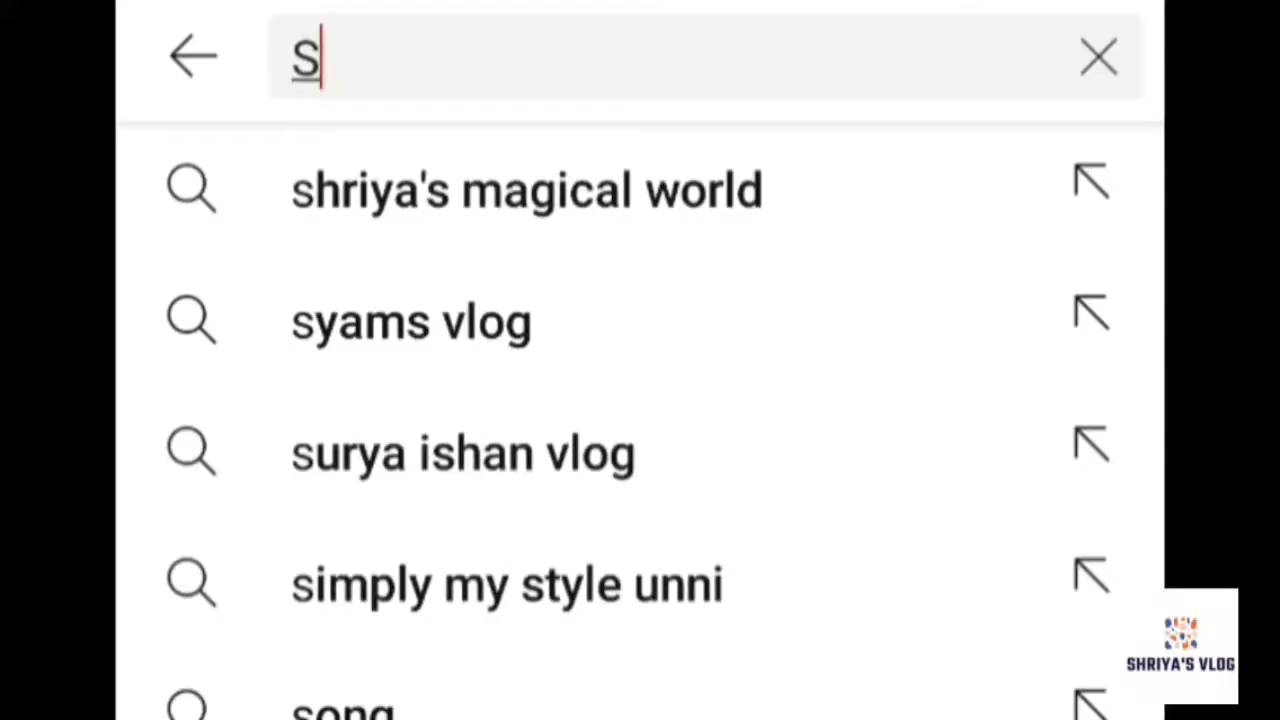 S
shriya's magical world
syams vlog
surya ishan vlog
simply my style unni
song
SHRIYA'S VLOG